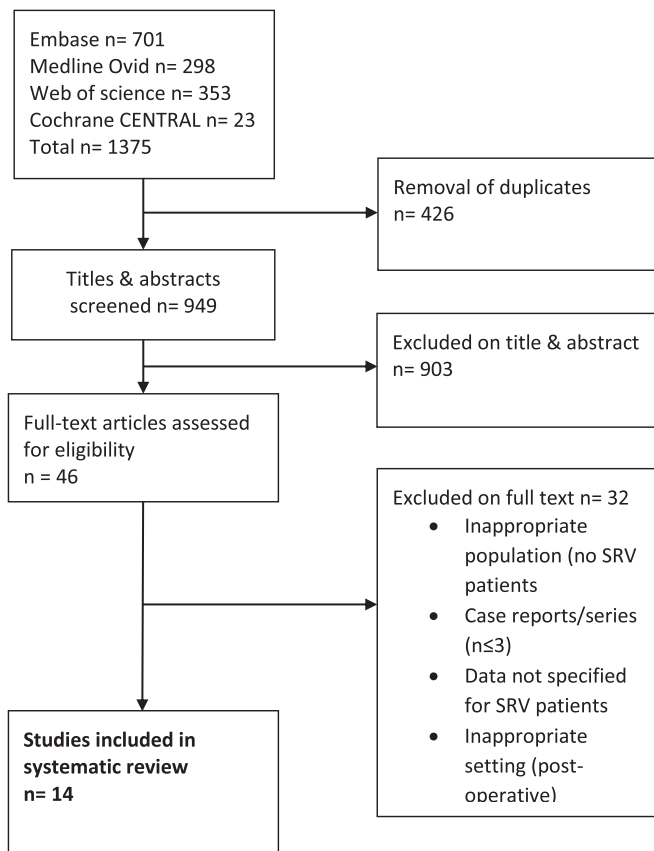 Embase n= 701
Medline Ovid n= 298
Web of science n= 353
Cochrane CENTRAL n= 23
Total n= 1375
Removal of duplicates
n= 426
Titles & abstracts
screened n= 949
Excluded on title & abstract
n= 903
Full-text articles assessed
for eligibility
n = 46
Excluded on full text n= 32
• Inappropriate
population (no SRV
patients
• Case reports/series
(n≤3)
• Data not specified
for SRV patients
• Inappropriate
setting (post-
operative)
Studies included in
systematic review
n= 14